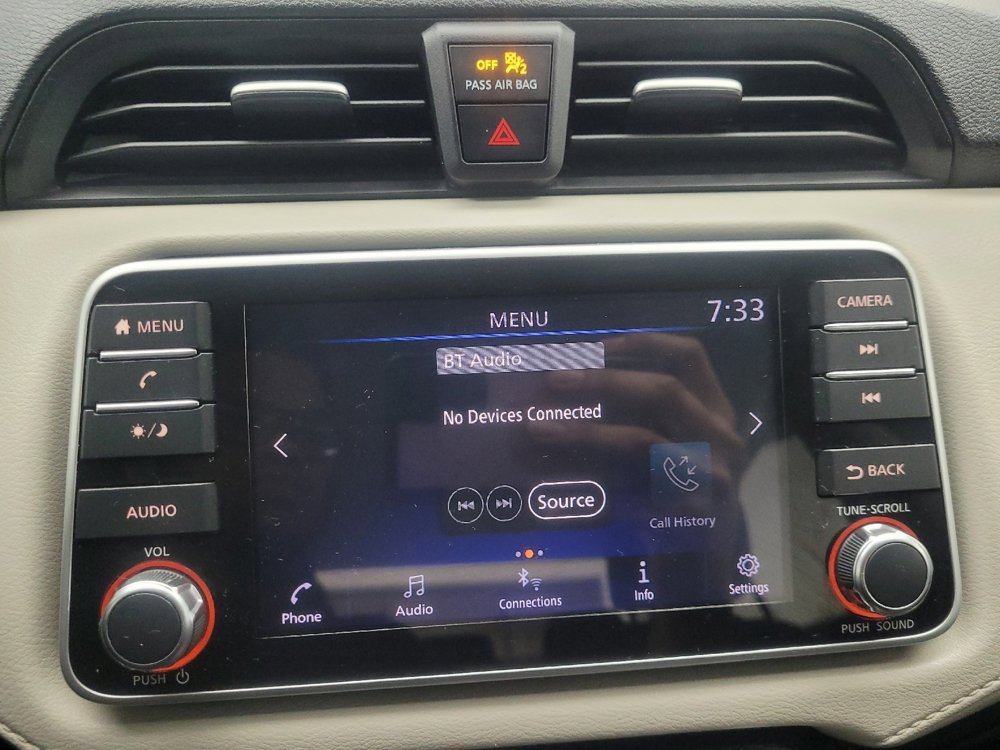 OFF 2
PASS AIR BAG
MENU
AUDIO
VOL
PUSH
MENU
7:33
BT Audio
No Devices Connected
Source
Call History
Phone
Audio
Connections
Info
Settings
CAMERA
BACK
TUNE·SCROLL
PUSH SOUND